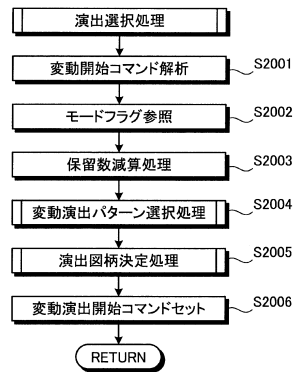 演出選択処理
変動開始コマンド解析
S2001
モードフラグ参照
S2002
保留数減算処理
S2003
変動演出パターン選択処理
S2004
演出図柄決定処理
S2005
変動演出開始コマンドセット
S2006
RETURN